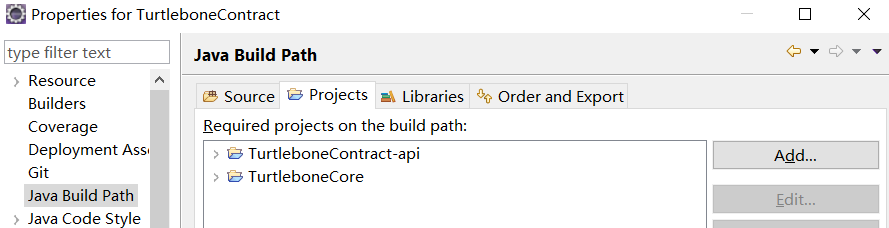 Properties for TurtleboneContract
type filter text
Java Build Path
Resource
Builders
Coverage
Deployment Ass
Git
Java Build Path
Java Code Style
Source Projects Libraries Order and Export
Required projects on the build path:
TurtleboneContract-api
TurtleboneCore
Add...
Edit...